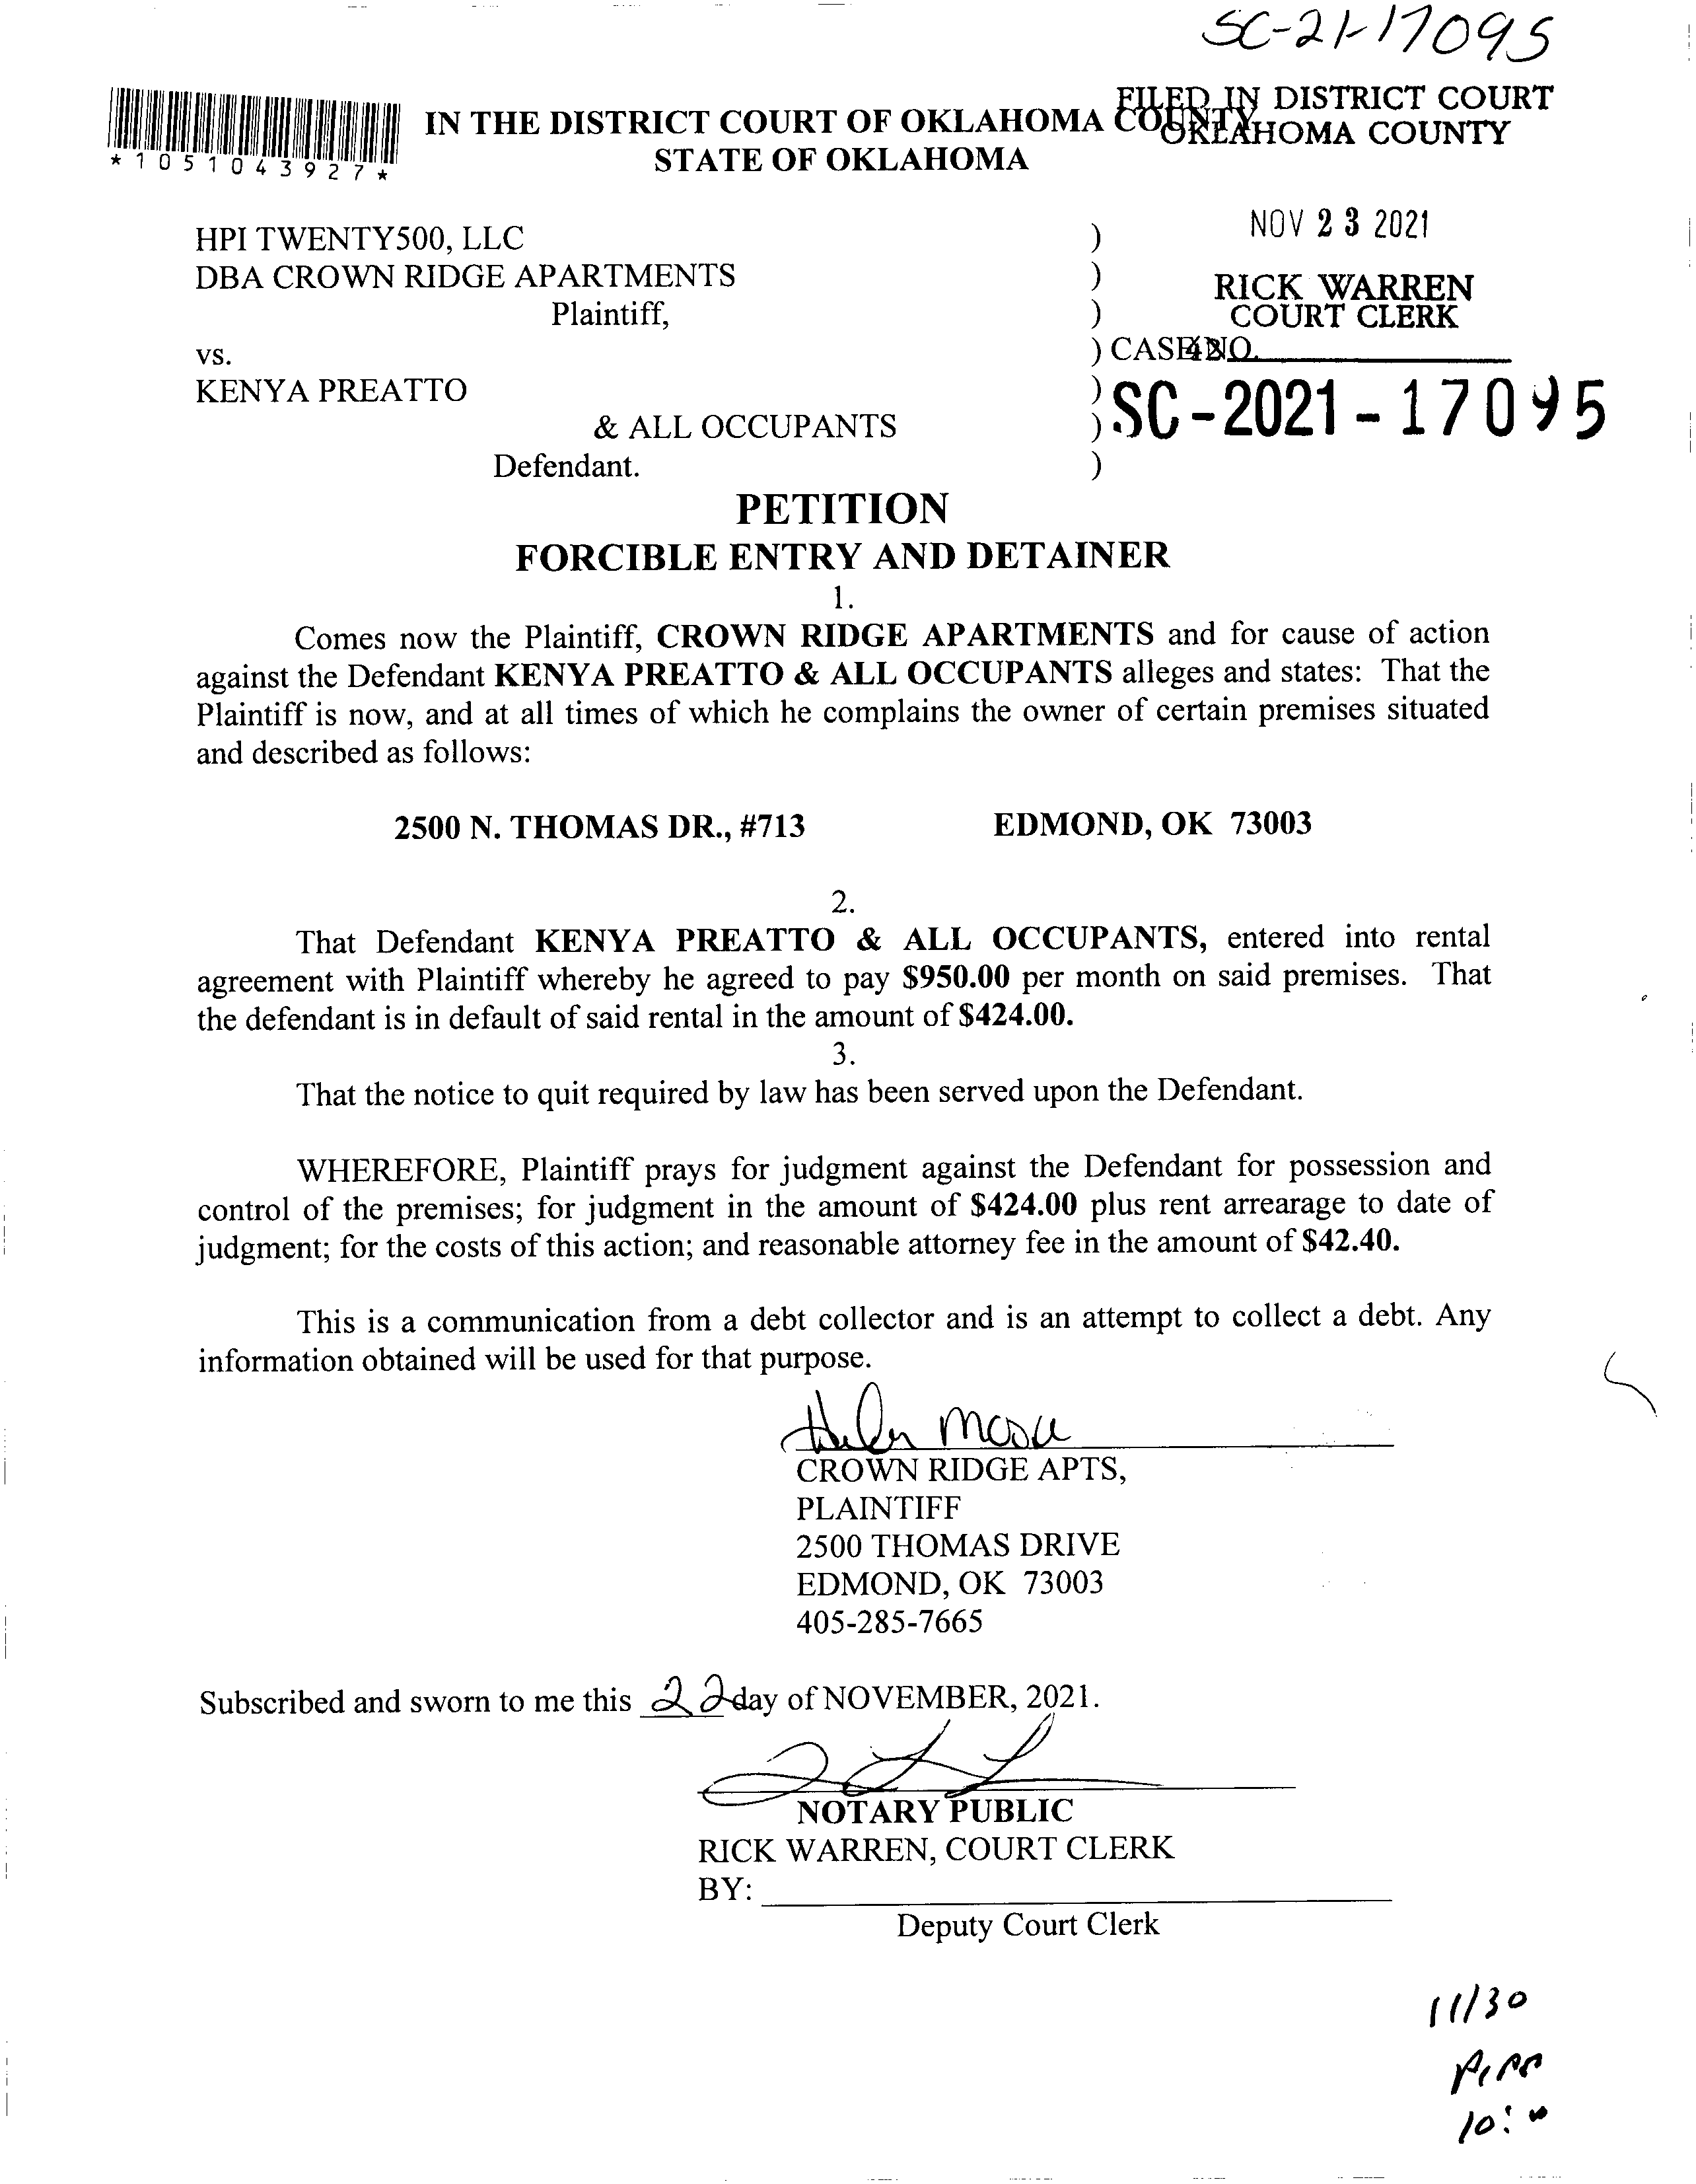 SC-21-17095
FILED IN DISTRICT COURT
OKLAHOMA COUNTY
IN THE DISTRICT COURT OF OKLAHOMA COUNTY
STATE OF OKLAHOMA
*1051043927*
NOV 23 2021
RICK WARREN
COURT CLERK
HPI TWENTY500, LLC )
DBA CROWN RIDGE APARTMENTS )
Plaintiff, )
vs. ) CASE NO.
KENYA PREATTO )
SC-2021-17095
& ALL OCCUPANTS )
Defendant. )
PETITION
FORCIBLE ENTRY AND DETAINER
1.
Comes now the Plaintiff, CROWN RIDGE APARTMENTS and for cause of action
against the Defendant KENYA PREATTO & ALL OCCUPANTS alleges and states: That the
Plaintiff is now, and at all times of which he complains the owner of certain premises situated
and described as follows:
2500 N. THOMAS DR., #713 EDMOND, OK 73003
2.
That Defendant KENYA PREATTO & ALL OCCUPANTS, entered into rental
agreement with Plaintiff whereby he agreed to pay $950.00 per month on said premises. That
the defendant is in default of said rental in the amount of $424.00.
3.
That the notice to quit required by law has been served upon the Defendant.
WHEREFORE, Plaintiff prays for judgment against the Defendant for possession and
control of the premises; for judgment in the amount of $424.00 plus rent arrearage to date of
judgment; for the costs of this action; and reasonable attorney fee in the amount of $42.40.
This is a communication from a debt collector and is an attempt to collect a debt. Any
information obtained will be used for that purpose.
CROWN RIDGE APTS,
PLAINTIFF
2500 THOMAS DRIVE
EDMOND, OK 73003
405-285-7665
Subscribed and sworn to me this 22 day of NOVEMBER, 2021.
NOTARY PUBLIC
RICK WARREN, COURT CLERK
BY:
Deputy Court Clerk
11/30